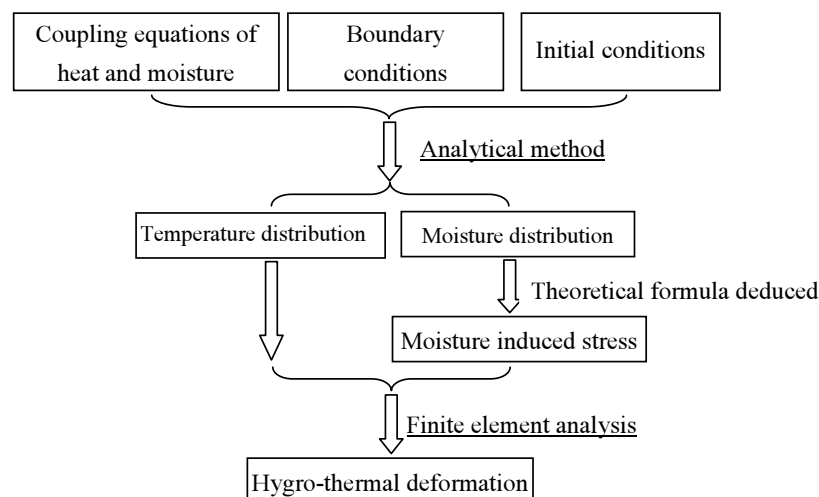 Coupling equations of
heat and moisture
Boundary
conditions
Initial conditions
Analytical method
Temperature distribution
Moisture distribution
Theoretical formula deduced
Moisture induced stress
Finite element analysis
Hygro-thermal deformation